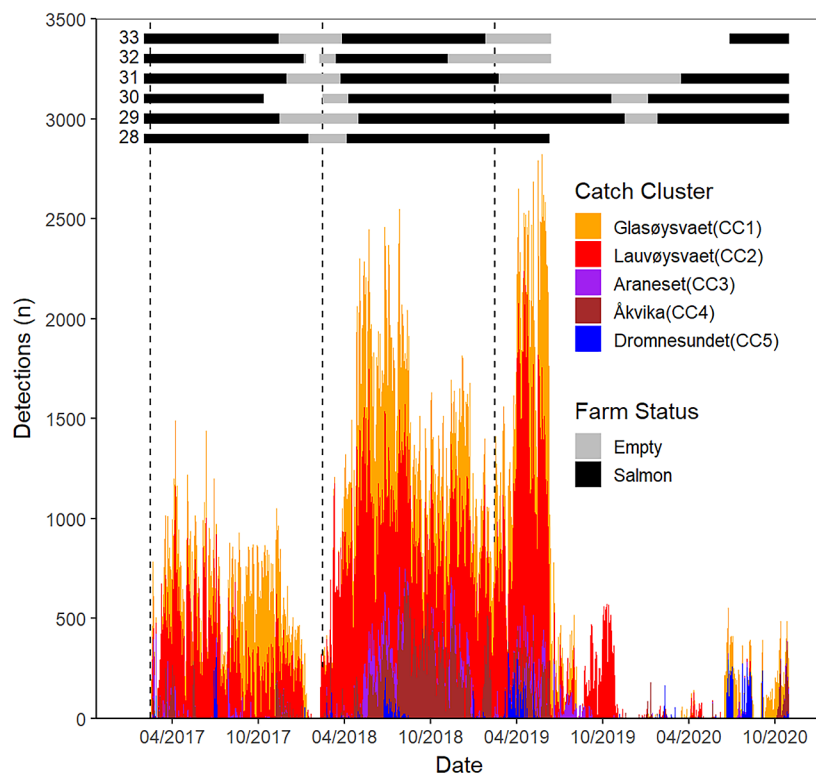 3500
33
32
31
30
3000
29
28
2500
Catch Cluster
Glasøysvaet(CC1)
Lauvøysvaet(CC2)
Araneset(CC3)
Åkvika(CC4)
Dromnesundet(CC5)
2000
1500
Farm Status
Empty
Salmon
1000
500
0
Detections (n)
04/2017 10/2017 04/2018 10/2018 04/2019 10/2019 04/2020 10/2020
Date